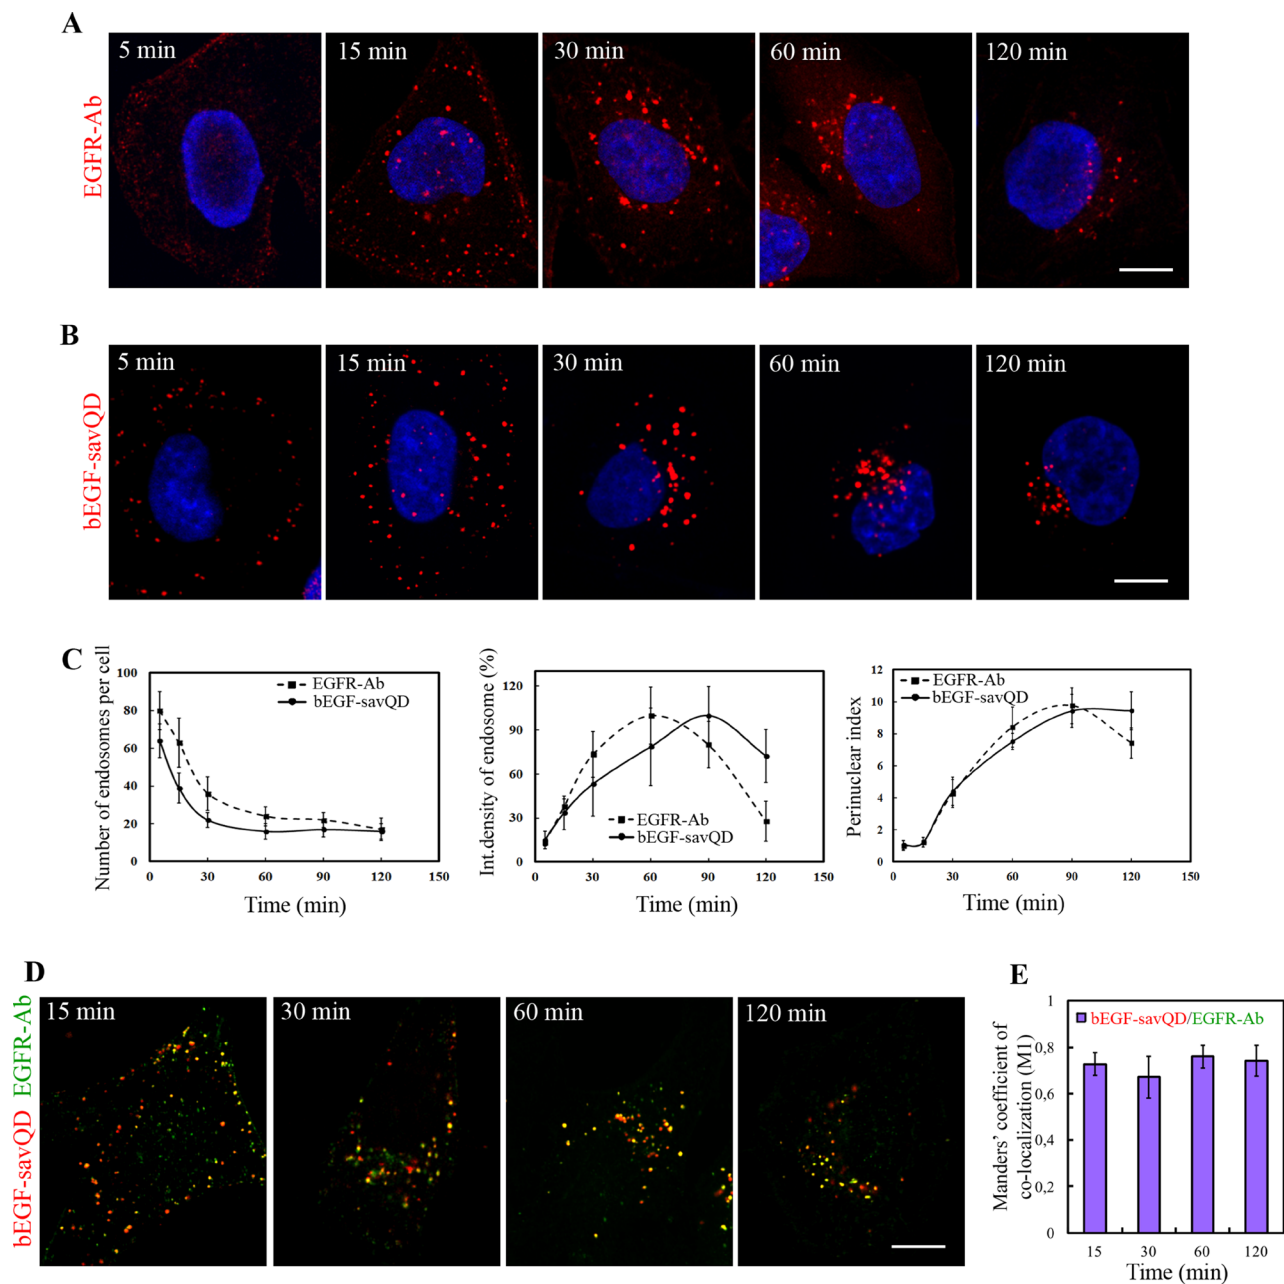 A
EGFR-Ab
5 min
15 min
30 min
60 min
120 min
B
bEGF-savQD
5 min
15 min
30 min
60 min
120 min
C
Number of endosomes per cell
100
80
60
40
20
0
0 30 60 90 120 150
Time (min)
EGFR-Ab
bEGF-savQD
Int.density of endosome (%)
120
90
60
30
0
0 30 60 90 120 150
Time (min)
EGFR-Ab
bEGF-savQD
Perinuclear index
12
10
8
6
4
2
0
0 30 60 90 120 150
Time (min)
EGFR-Ab
bEGF-savQD
D
bEGF-savQD EGFR-Ab
15 min
30 min
60 min
120 min
E
Manders' coefficient of
co-localization (M1)
1
0,8
0,6
0,4
0,2
0
bEGF-savQD/EGFR-Ab
15 30 60 120
Time (min)